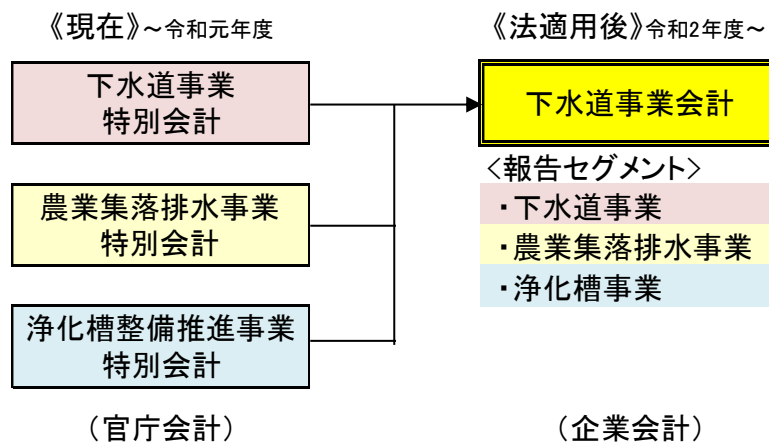 《現在》～令和元年度
下水道事業
特別会計
農業集落排水事業
特別会計
浄化槽整備推進事業
特別会計
（官庁会計）
《法適用後》令和2年度～
下水道事業会計
＜報告セグメント＞
・下水道事業
・農業集落排水事業
・浄化槽事業
（企業会計）